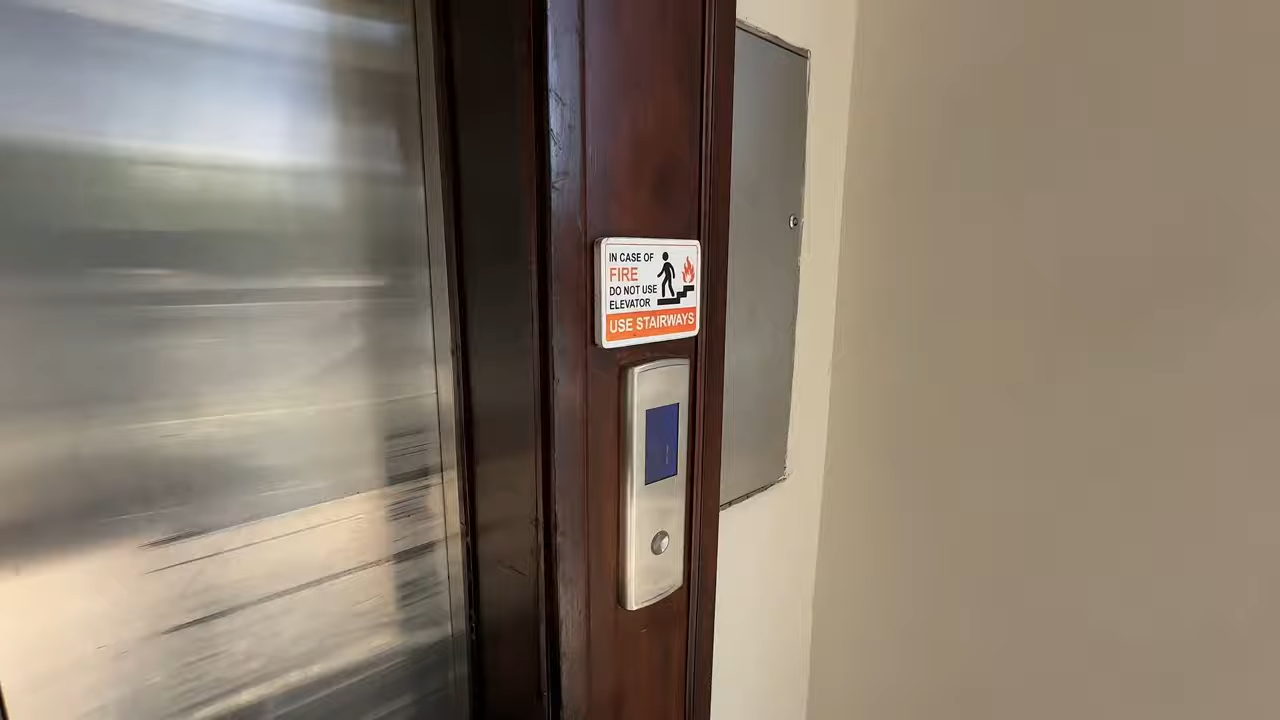 IN CASE OF
FIRE
DO NOT USE
ELEVATOR
USE STAIRWAYS